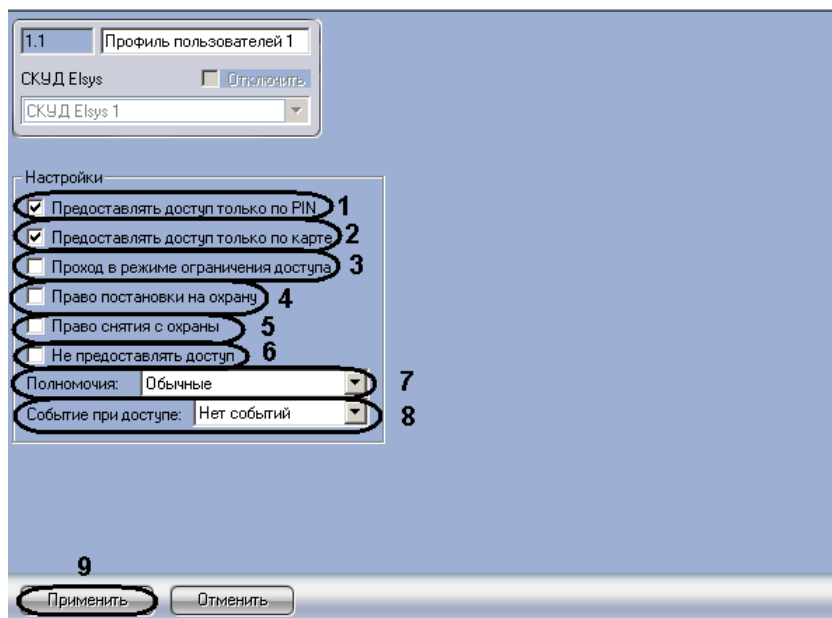 1.1 Профиль пользователей 1
СКУД Elsys Отключить
СКУД Elsys 1
Настройки
Предоставлять доступ только по PIN 1
Предоставлять доступ только по карте 2
Проход в режиме ограничения доступа 3
Право постановки на охрану 4
Право снятия с охраны 5
Не предоставлять доступ 6
Полномочия: Обычные 7
Событие при доступе: Нет событий 8
9
Применить Отменить